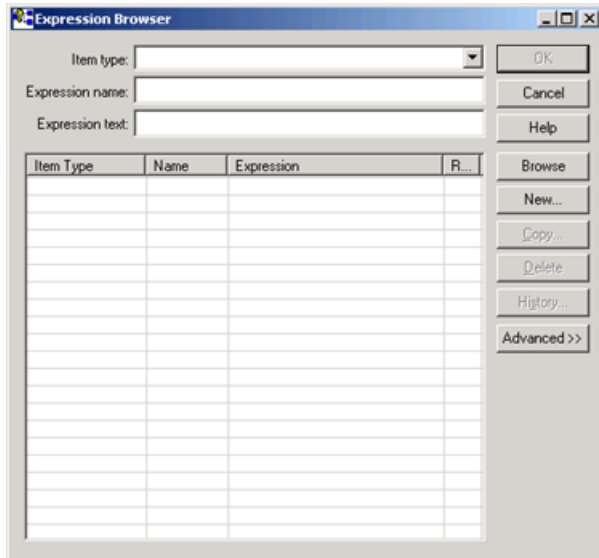 Expression Browser
Item type:
OK
Expression name:
Cancel
Expression text:
Help
Item Type Name Expression R...
Browse
New...
Copy...
Delete
History...
Advanced >>